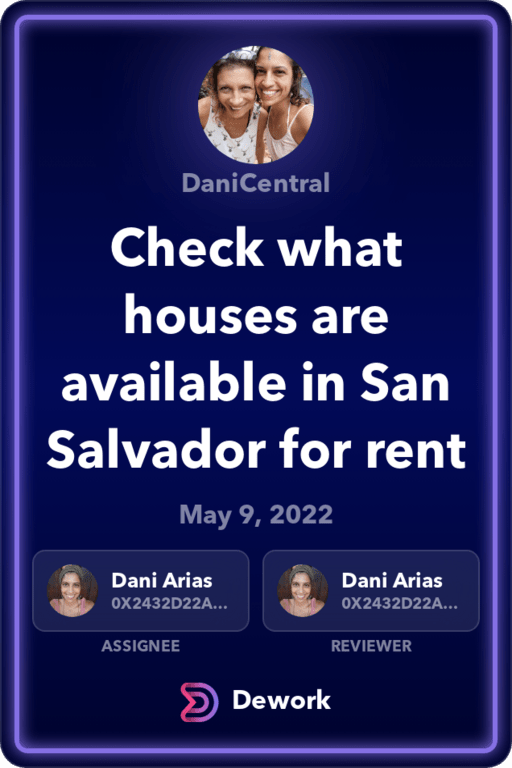 DaniCentral
Check what
houses are
available in San
Salvador for rent
May 9, 2022
Dani Arias
0X2432D22A...
Dani Arias
0X2432D22A...
ASSIGNEE
REVIEWER
Dework